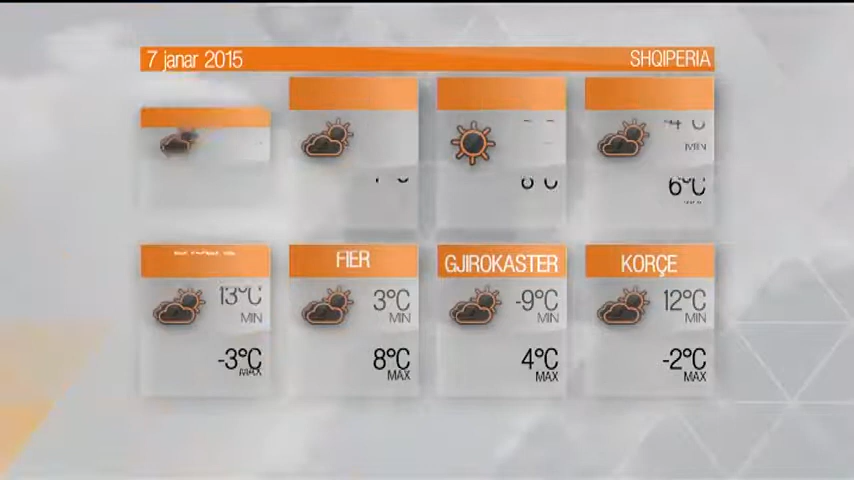 7 janar 2015
SHQIPERIA
MIN
6°C
FIER
GJIROKASTER
KORÇE
13°C
MIN
3°C
MIN
-9°C
MIN
12°C
MIN
-3°C
MAX
8°C
MAX
4°C
MAX
-2°C
MAX